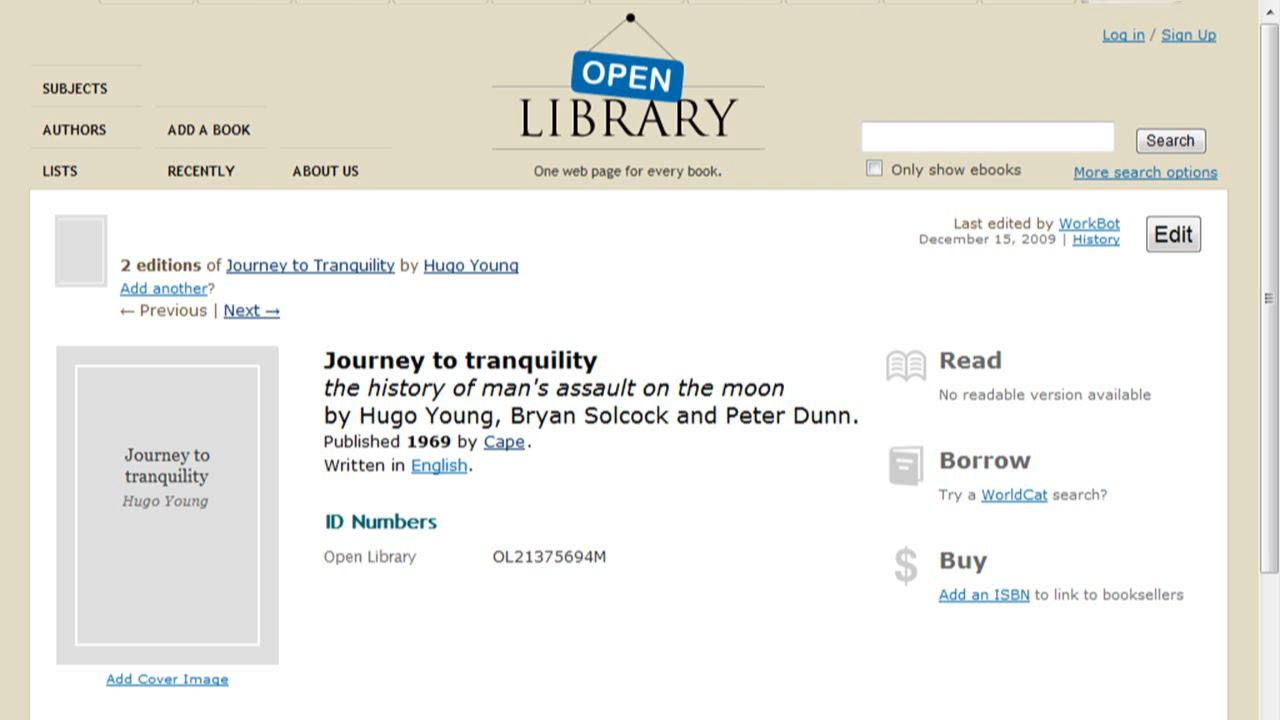 Log in / Sign Up
OPEN
LIBRARY
One web page for every book.
SUBJECTS
AUTHORS
ADD A BOOK
LISTS
RECENTLY
ABOUT US
Search
Only show ebooks
More search options
Last edited by WorkBot
December 15, 2009 | History
Edit
2 editions of Journey to Tranquility by Hugo Young
Add another?
← Previous | Next →
Journey to
tranquility
Hugo Young
Add Cover Image
Journey to tranquility
the history of man's assault on the moon
by Hugo Young, Bryan Solcock and Peter Dunn.
Published 1969 by Cape.
Written in English.
ID Numbers
Open Library OL21375694M
Read
No readable version available
Borrow
Try a WorldCat search?
$
Buy
Add an ISBN to link to booksellers